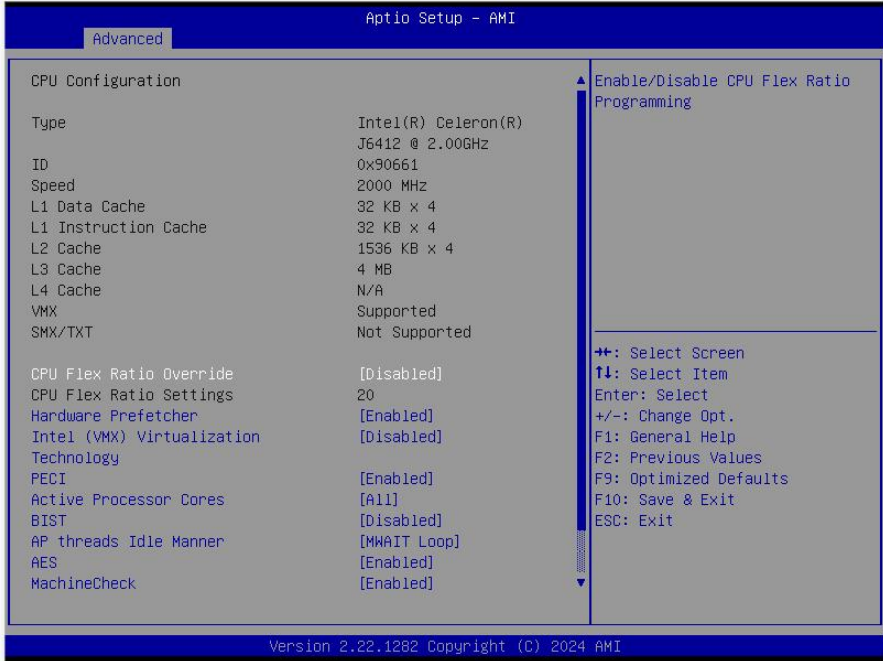 Aptio Setup - AMI
Advanced
CPU Configuration
Type Intel(R) Celeron(R)
J6412 @ 2.00GHz
ID 0x90661
Speed 2000 MHz
L1 Data Cache 32 KB x 4
L1 Instruction Cache 32 KB x 4
L2 Cache 1536 KB x 4
L3 Cache 4 MB
L4 Cache N/A
VMX Supported
SMX/TXT Not Supported
CPU Flex Ratio Override [Disabled]
CPU Flex Ratio Settings 20
Hardware Prefetcher [Enabled]
Intel (VMX) Virtualization [Disabled]
Technology
PECI [Enabled]
Active Processor Cores [All]
BIST [Disabled]
AP threads Idle Manner [MWAIT Loop]
AES [Enabled]
MachineCheck [Enabled]
Enable/Disable CPU Flex Ratio
Programming
→←: Select Screen
↑↓: Select Item
Enter: Select
+/-: Change Opt.
F1: General Help
F2: Previous Values
F9: Optimized Defaults
F10: Save & Exit
ESC: Exit
Version 2.22.1282 Copyright (C) 2024 AMI